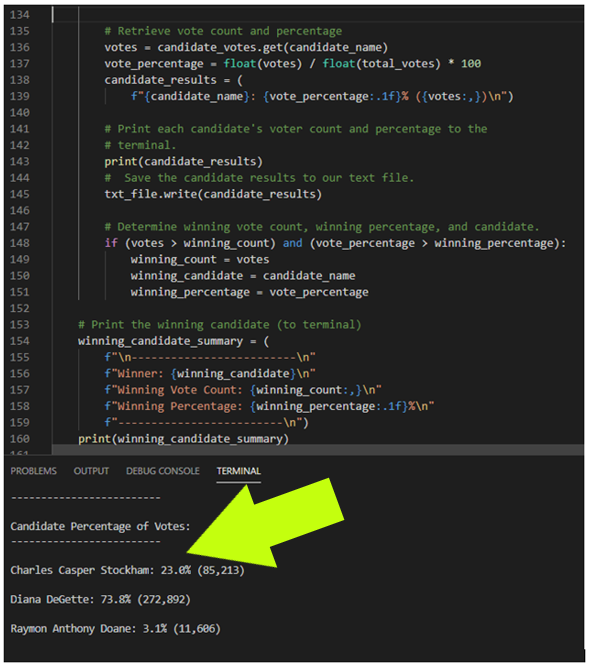 134
135 # Retrieve vote count and percentage
136 votes = candidate_votes.get(candidate_name)
137 vote_percentage = float(votes) / float(total_votes) * 100
138 candidate_results = (
139 f"{candidate_name}: {vote_percentage:.1f}% ({votes:,})\n")
140
141 # Print each candidate's voter count and percentage to the
142 # terminal.
143 print(candidate_results)
144 #  Save the candidate results to our text file.
145 txt_file.write(candidate_results)
146
147 # Determine winning vote count, winning percentage, and candidate.
148 if (votes > winning_count) and (vote_percentage > winning_percentage):
149 winning_count = votes
150 winning_candidate = candidate_name
151 winning_percentage = vote_percentage
152
153 # Print the winning candidate (to terminal)
154 winning_candidate_summary = (
155 f"\n-------------------------\n"
156 f"Winner: {winning_candidate}\n"
157 f"Winning Vote Count: {winning_count:,}\n"
158 f"Winning Percentage: {winning_percentage:.1f}%\n"
159 f"-------------------------\n")
160 print(winning_candidate_summary)
161
PROBLEMS OUTPUT DEBUG CONSOLE TERMINAL
-------------------------
Candidate Percentage of Votes:
-------------------------
Charles Casper Stockham: 23.0% (85,213)
Diana DeGette: 73.8% (272,892)
Raymon Anthony Doane: 3.1% (11,606)